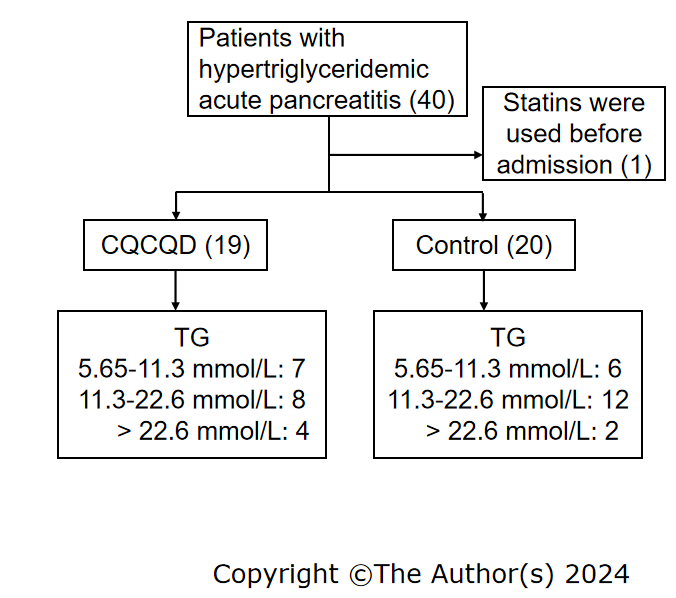 Patients with
hypertriglyceridemic
acute pancreatitis (40)
Statins were
used before
admission (1)
CQCQD (19)
Control (20)
TG
5.65-11.3 mmol/L: 7
11.3-22.6 mmol/L: 8
> 22.6 mmol/L: 4
TG
5.65-11.3 mmol/L: 6
11.3-22.6 mmol/L: 12
> 22.6 mmol/L: 2
Copyright ©The Author(s) 2024